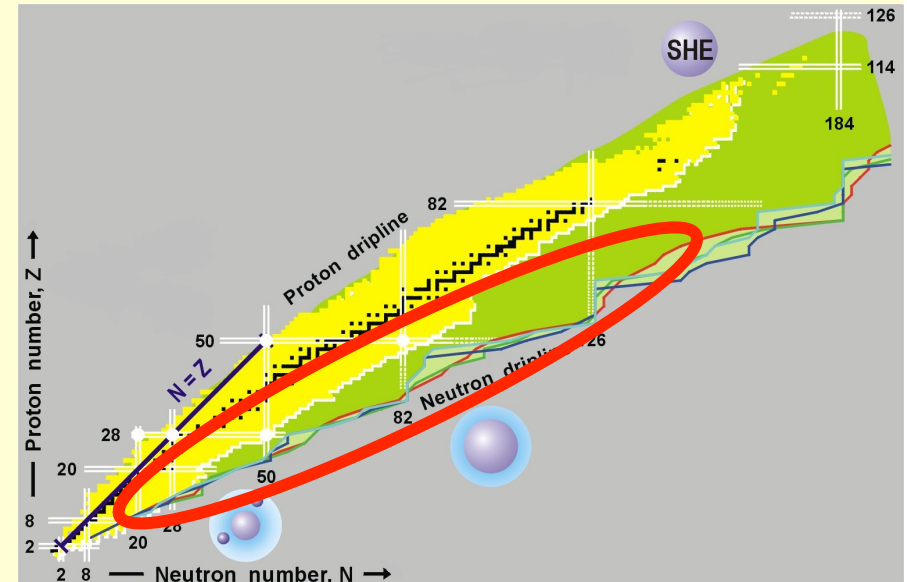 126
SHE
114
184
82
Proton dripline
Proton number, Z
50
N = Z
126
Neutron dripline
28
82
20
50
8
28
20
2
2 8 Neutron number, N